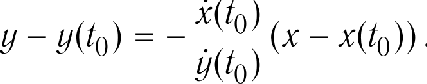 y − y(t₀) = − ẋ(t₀)/ẏ(t₀) (x − x(t₀)).